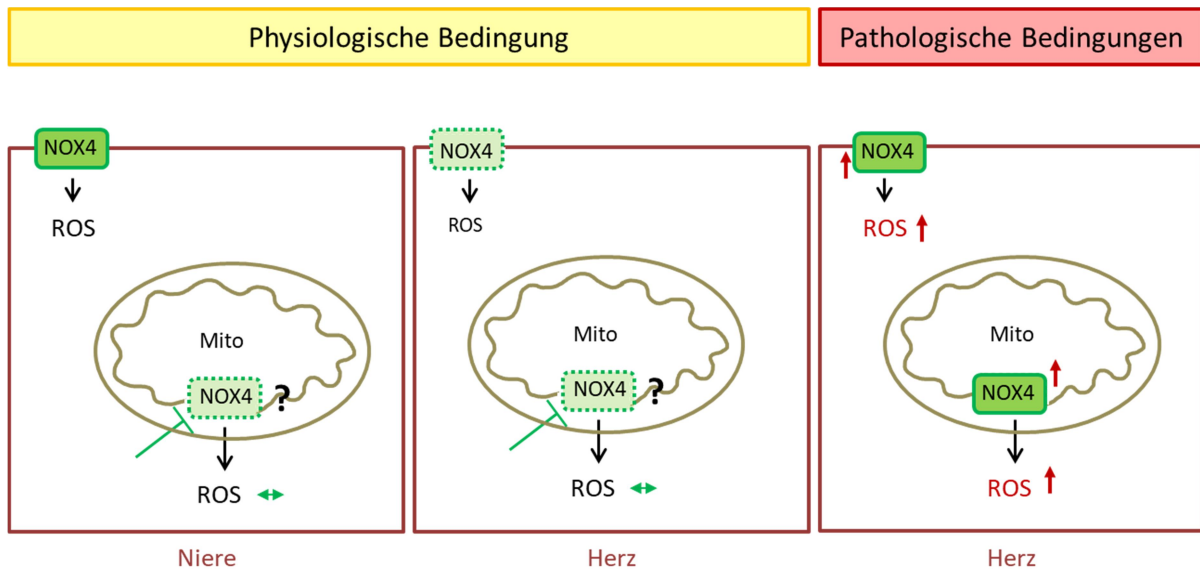 Physiologische Bedingung
Pathologische Bedingungen
NOX4
ROS
Mito
NOX4 ?
ROS
Niere
NOX4
ROS
Mito
NOX4 ?
ROS
Herz
NOX4
ROS
Mito
NOX4
ROS
Herz